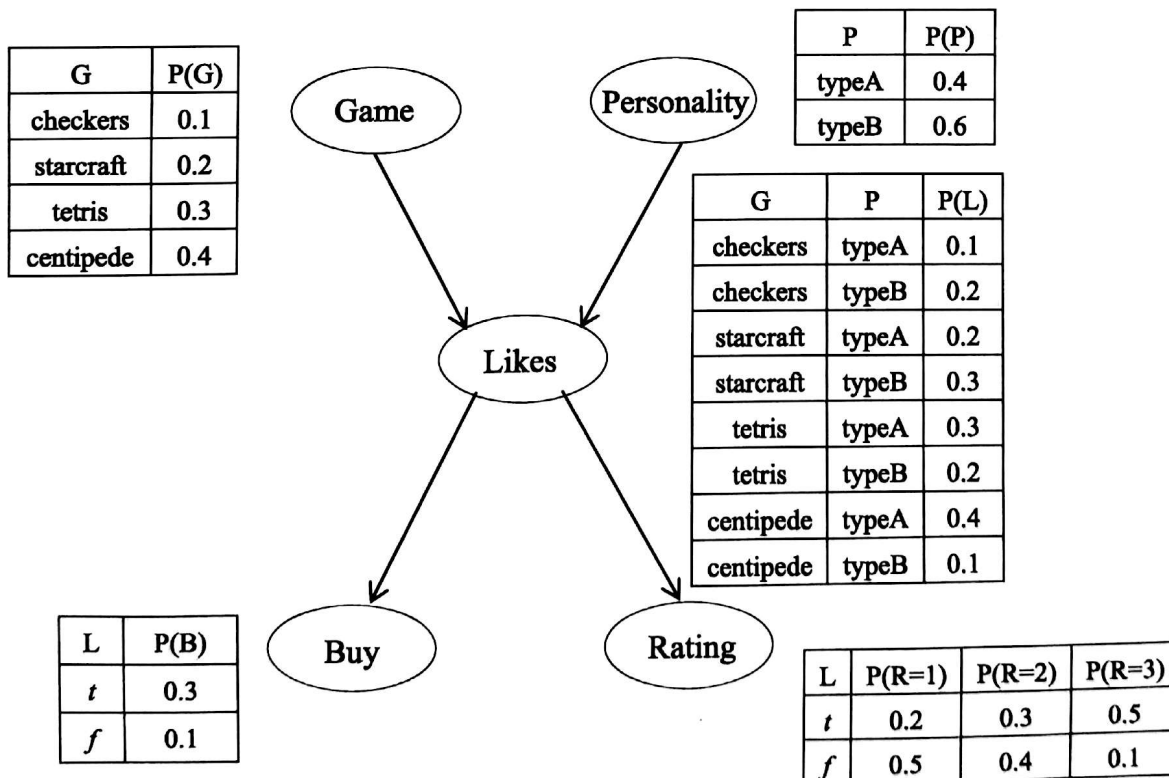 G P(G)
checkers 0.1
starcraft 0.2
tetris 0.3
centipede 0.4
Game
Personality
P P(P)
typeA 0.4
typeB 0.6
G P P(L)
checkers typeA 0.1
checkers typeB 0.2
starcraft typeA 0.2
starcraft typeB 0.3
tetris typeA 0.3
tetris typeB 0.2
centipede typeA 0.4
centipede typeB 0.1
Likes
L P(B)
t 0.3
f 0.1
Buy
Rating
L P(R=1) P(R=2) P(R=3)
t 0.2 0.3 0.5
f 0.5 0.4 0.1